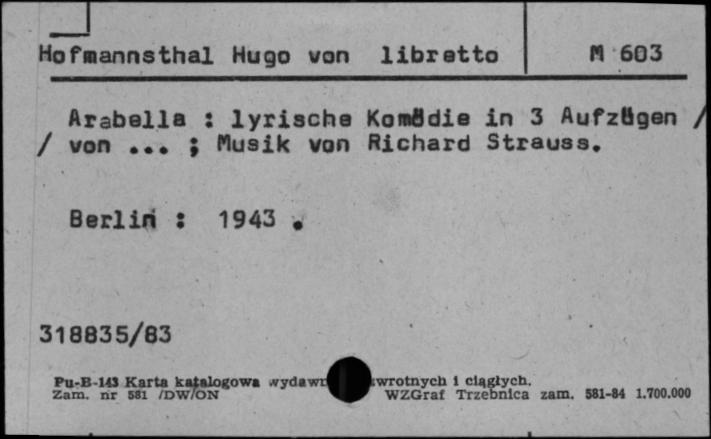 Hofmannsthal Hugo von libretto M 603
Arabella : lyrische Komödie in 3 Aufzügen /
/ von ... ; Musik von Richard Strauss.
Berlin : 1943 .
318835/83
Pu-B-143 Karta katalogowa wrotnych i ciągłych.
Zam. nr 581 /DW/ON WZGraf Trzebnica zam. 581-84 1.700.000